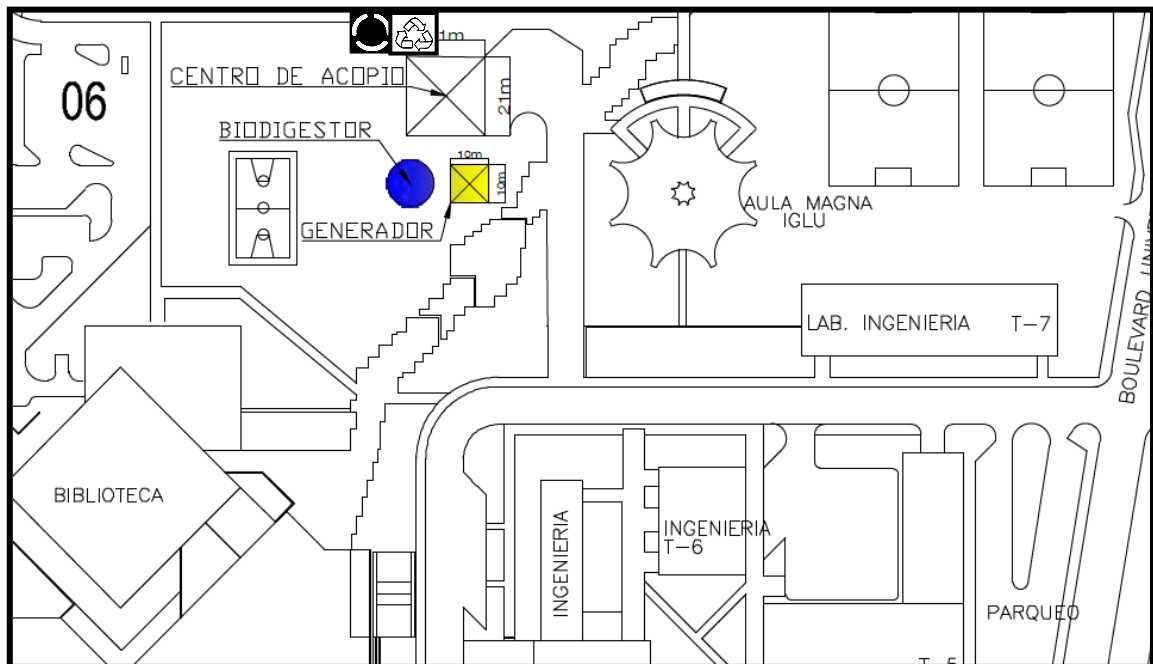 1m
CENTRO DE ACOPIO
21m
06
BIODIGESTOR
10m
10m
GENERADOR
AULA MAGNA
IGLU
LAB. INGENIERIA T-7
BOULEVARD
BIBLIOTECA
INGENIERIA
INGENIERIA
T-6
PARQUEO
T-5